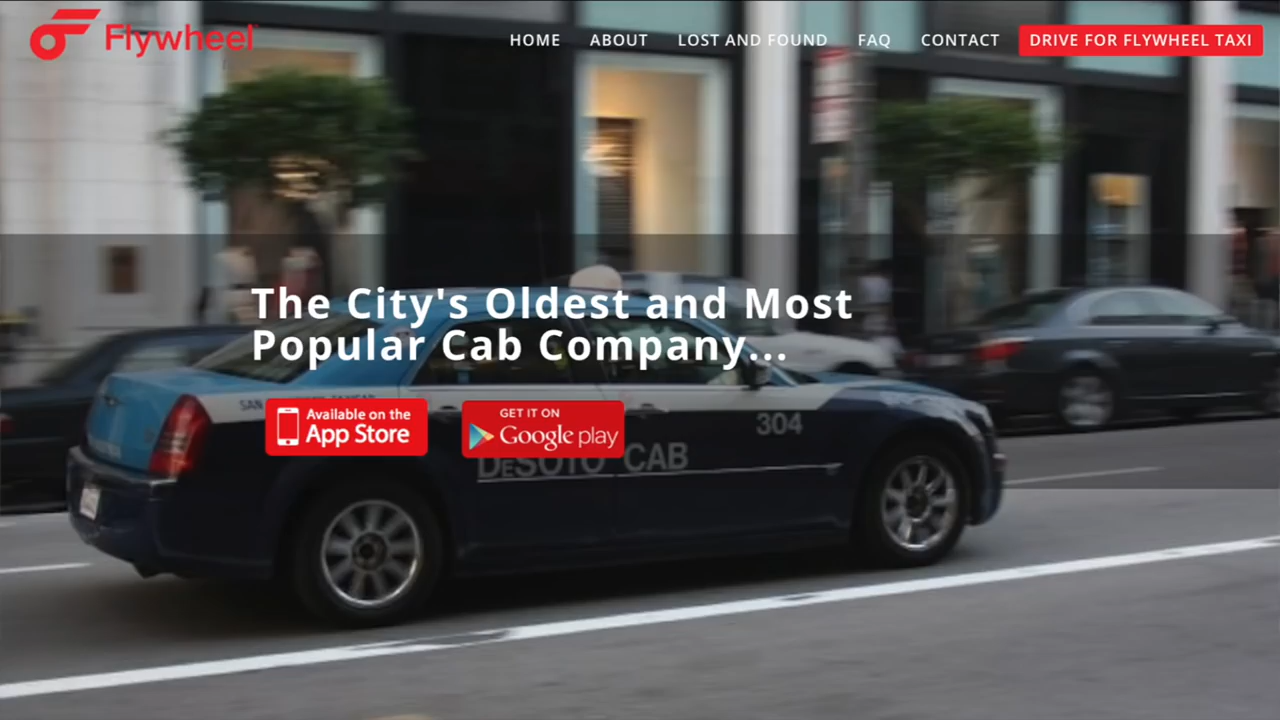 Flywheel
HOME
ABOUT
LOST AND FOUND
FAQ
CONTACT
DRIVE FOR FLYWHEEL TAXI
The City's Oldest and Most
Popular Cab Company...
Available on the
App Store
GET IT ON
Google play
SAN
304
DeSOTO CAB